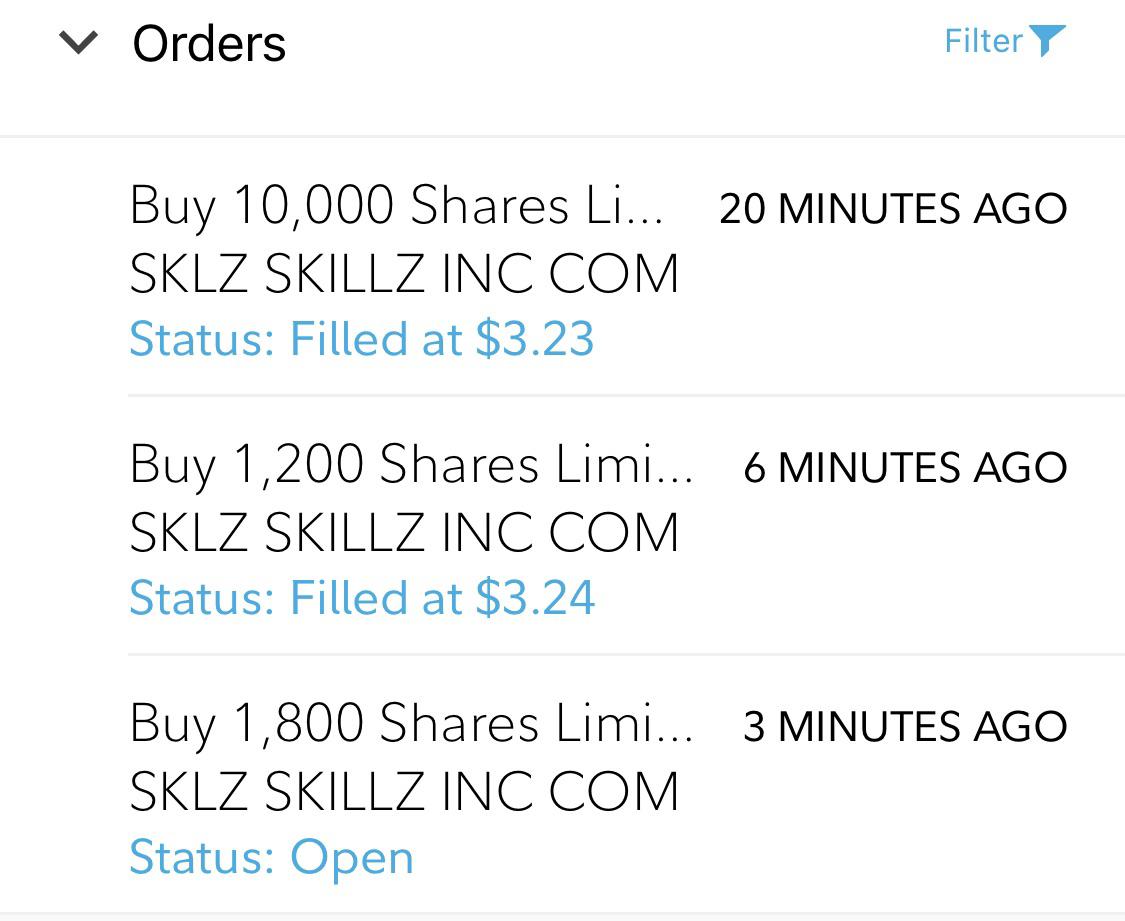 Orders
Filter
Buy 10,000 Shares Li... 20 MINUTES AGO
SKLZ SKILLZ INC COM
Status: Filled at $3.23
Buy 1,200 Shares Limi... 6 MINUTES AGO
SKLZ SKILLZ INC COM
Status: Filled at $3.24
Buy 1,800 Shares Limi... 3 MINUTES AGO
SKLZ SKILLZ INC COM
Status: Open